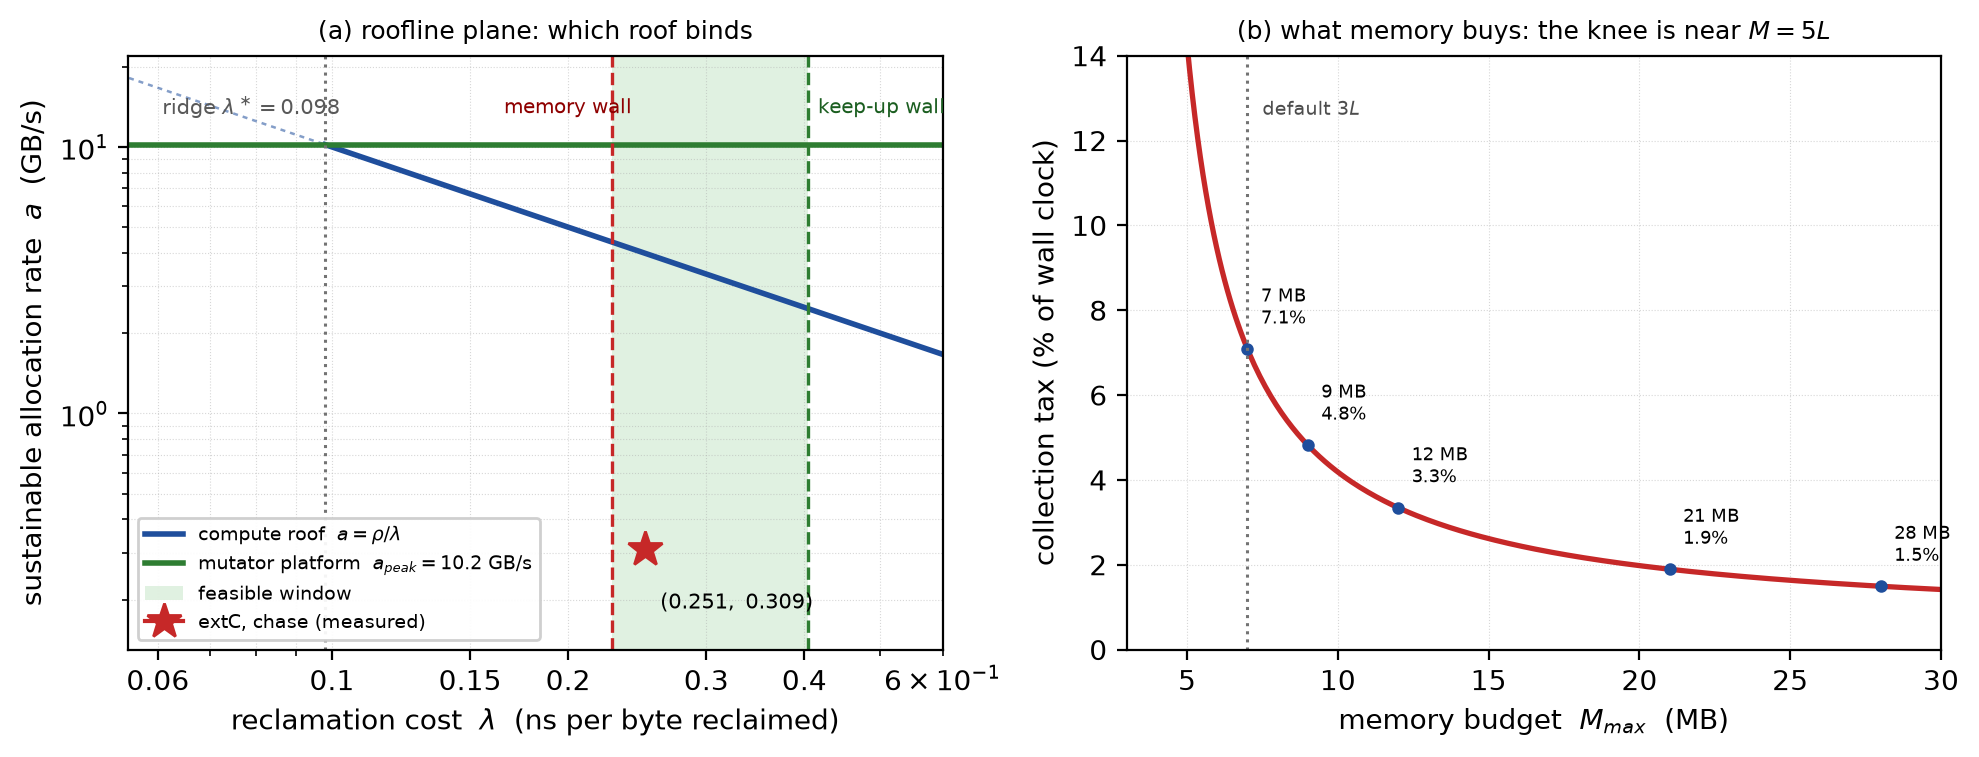 (a) roofline plane: which roof binds
sustainable allocation rate a (GB/s)
10¹
10⁰
ridge λ* = 0.098
memory wall
keep-up wall
compute roof a = ρ/λ
mutator platform a_peak = 10.2 GB/s
feasible window
extC, chase (measured)
(0.251, 0.309)
0.06 0.1 0.15 0.2 0.3 0.4 6 × 10⁻¹
reclamation cost λ (ns per byte reclaimed)
(b) what memory buys: the knee is near M = 5L
collection tax (% of wall clock)
14
12
10
8
6
4
2
0
default 3L
7 MB
7.1%
9 MB
4.8%
12 MB
3.3%
21 MB
1.9%
28 MB
1.5%
5 10 15 20 25 30
memory budget M_max (MB)